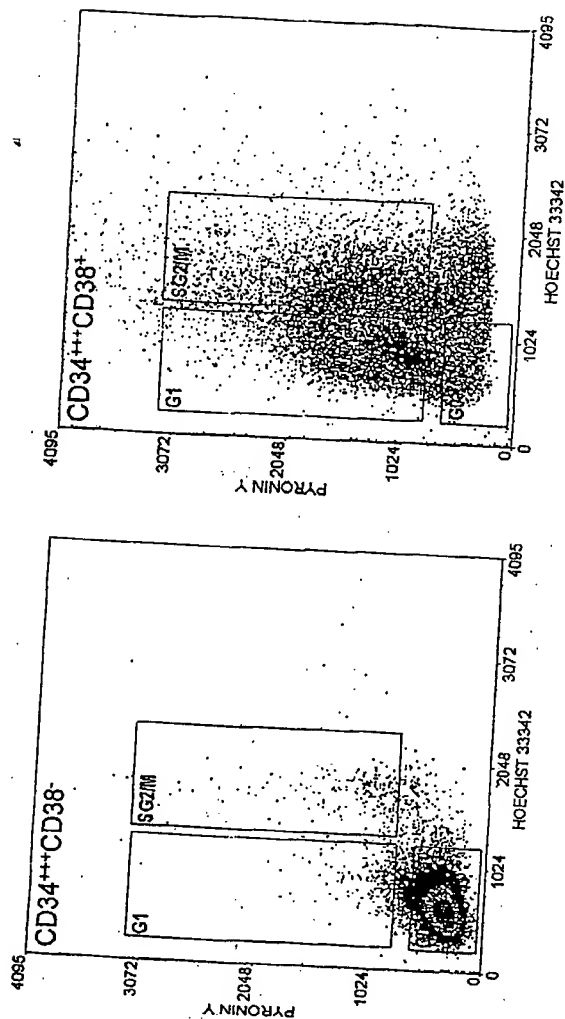 CD34+++CD38+
4095
3072
2048
1024
0
PYRONIN Y
G1
SG2/M
0
1024
2048
3072
4095
HOECHST 33342
CD34+++CD38-
4095
3072
2048
1024
0
PYRONIN Y
G1
SG2/M
0
1024
2048
3072
4095
HOECHST 33342